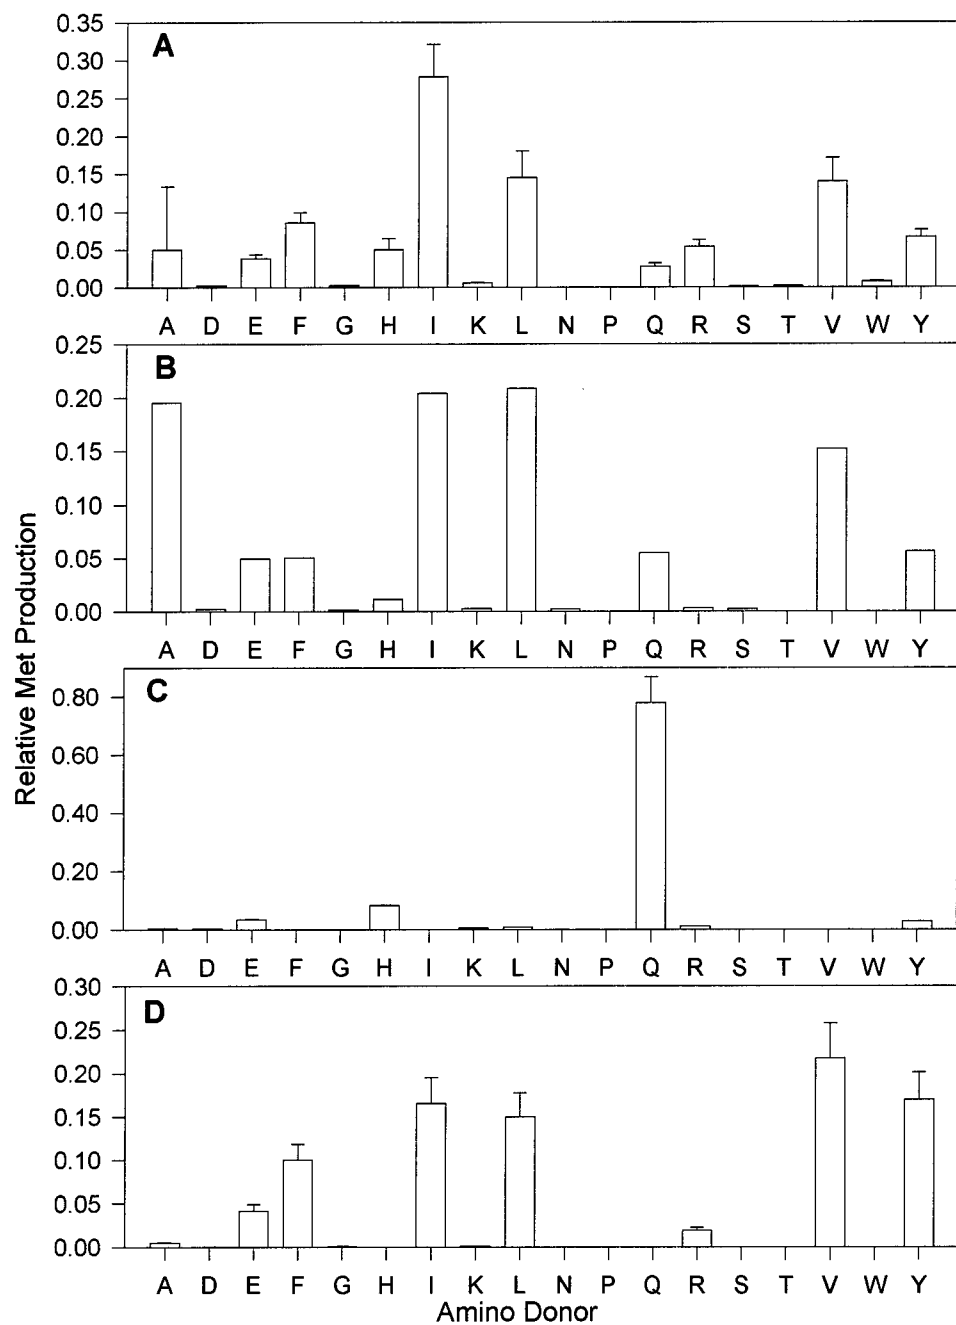 A
0.35
0.30
0.25
0.20
0.15
0.10
0.05
0.00
A D E F G H I K L N P Q R S T V W Y
B
0.25
0.20
0.15
0.10
0.05
0.00
A D E F G H I K L N P Q R S T V W Y
Relative Met Production
C
0.80
0.60
0.40
0.20
0.00
A D E F G H I K L N P Q R S T V W Y
D
0.30
0.25
0.20
0.15
0.10
0.05
0.00
A D E F G H I K L N P Q R S T V W Y
Amino Donor